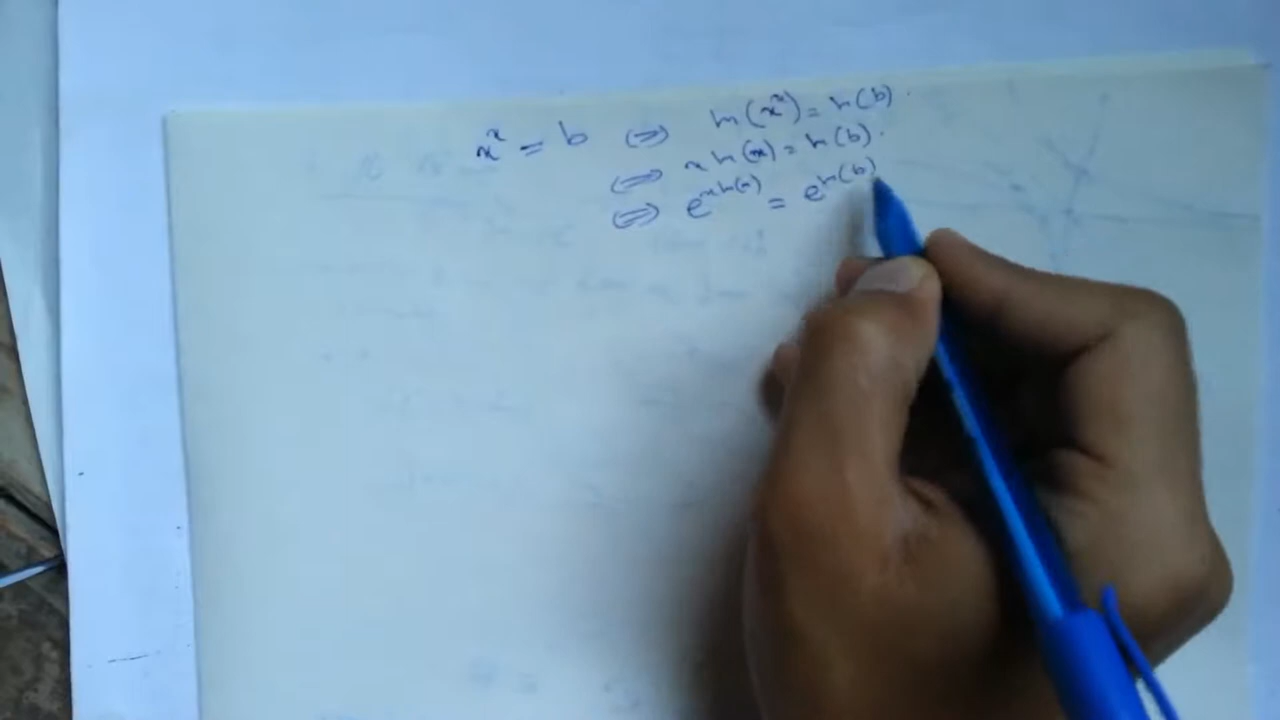 x^x = b ⟺ ln(x^x) = ln(b).
⟺ x ln(x) = ln(b).
⟺ e^{x ln(x)} = e^{ln(b)}